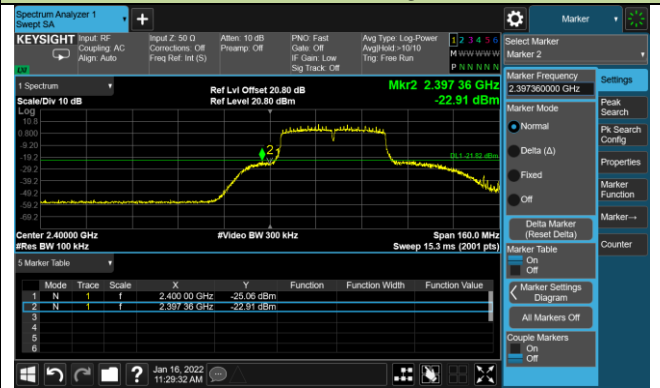 Spectrum Analyzer 1
Swept SA
+
Marker
KEYSIGHT
Input: RF
Coupling: AC
Align: Auto
Input Z: 50 Ω
Corrections: Off
Freq Ref: Int (S)
Atten: 10 dB
Preamp: Off
PNO: Fast
Gate: Off
IF Gain: Low
Sig Track: Off
Avg Type: Log-Power
Avg|Hold:>10/10
Trig: Free Run
1 2 3 4 5 6
M W W W W W
P N N N N N
LXI
Select Marker
Marker 2
1 Spectrum
Scale/Div 10 dB
Ref Lvl Offset 20.80 dB
Ref Level 20.80 dBm
Mkr2 2.397 36 GHz
-22.91 dBm
Log
10.8
0.800
-9.20
-19.2
-29.2
-39.2
-49.2
-59.2
-69.2
2
1
DL1 -21.82 dBm
Center 2.40000 GHz
#Res BW 100 kHz
#Video BW 300 kHz
Span 160.0 MHz
Sweep 15.3 ms (2001 pts)
5 Marker Table
Mode Trace Scale X Y Function Function Width Function Value
1 N 1 f 2.400 00 GHz -25.06 dBm
2 N 1 f 2.397 36 GHz -22.91 dBm
3
4
5
6
Marker Frequency
2.397360000 GHz
Marker Mode
Normal
Delta (Δ)
Fixed
Off
Delta Marker
(Reset Delta)
Marker Table
On
Off
Marker Settings
Diagram
All Markers Off
Couple Markers
On
Off
Settings
Peak
Search
Pk Search
Config
Properties
Marker
Function
Marker→
Counter
?
Jan 16, 2022
11:29:32 AM